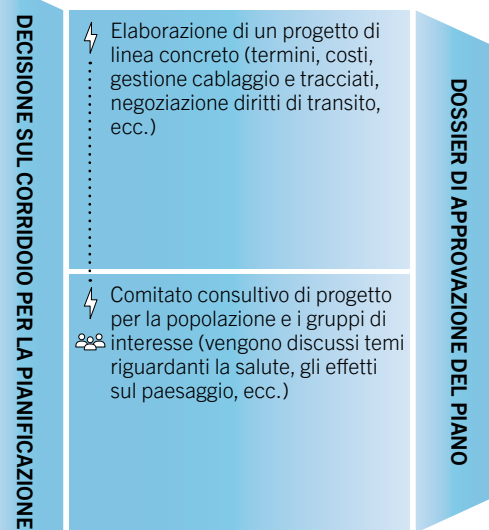 DECISIONE SUL CORRIDOIO PER LA PIANIFICAZIONE
Elaborazione di un progetto di
linea concreto (termini, costi,
gestione cablaggio e tracciati,
negoziazione diritti di transito,
ecc.)
Comitato consultivo di progetto
per la popolazione e i gruppi di
interesse (vengono discussi temi
riguardanti la salute, gli effetti
sul paesaggio, ecc.)
DOSSIER DI APPROVAZIONE DEL PIANO